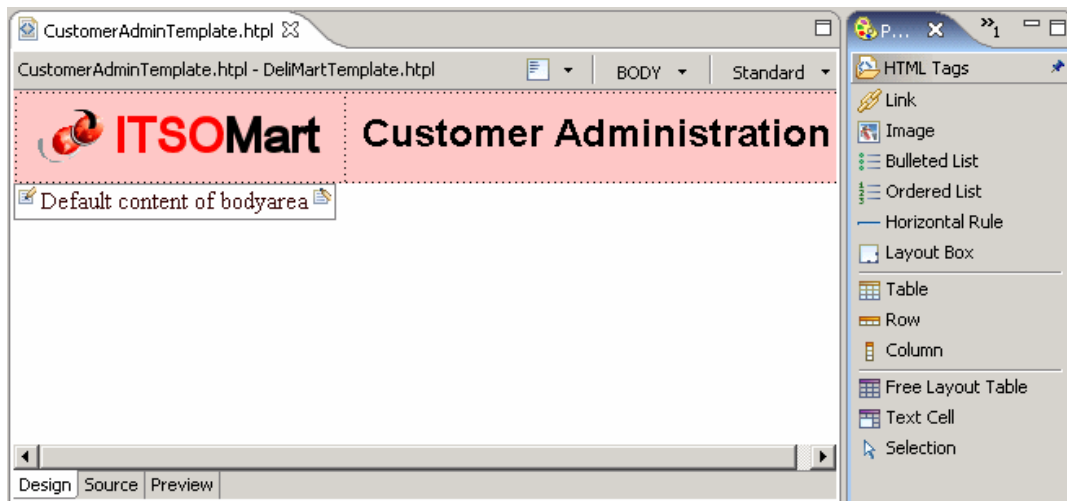 CustomerAdminTemplate.htpl
CustomerAdminTemplate.htpl - DeliMartTemplate.htpl
BODY
Standard
ITSOMart
Customer Administration
Default content of bodyarea
Design
Source
Preview
P...
»1
HTML Tags
Link
Image
Bulleted List
Ordered List
Horizontal Rule
Layout Box
Table
Row
Column
Free Layout Table
Text Cell
Selection